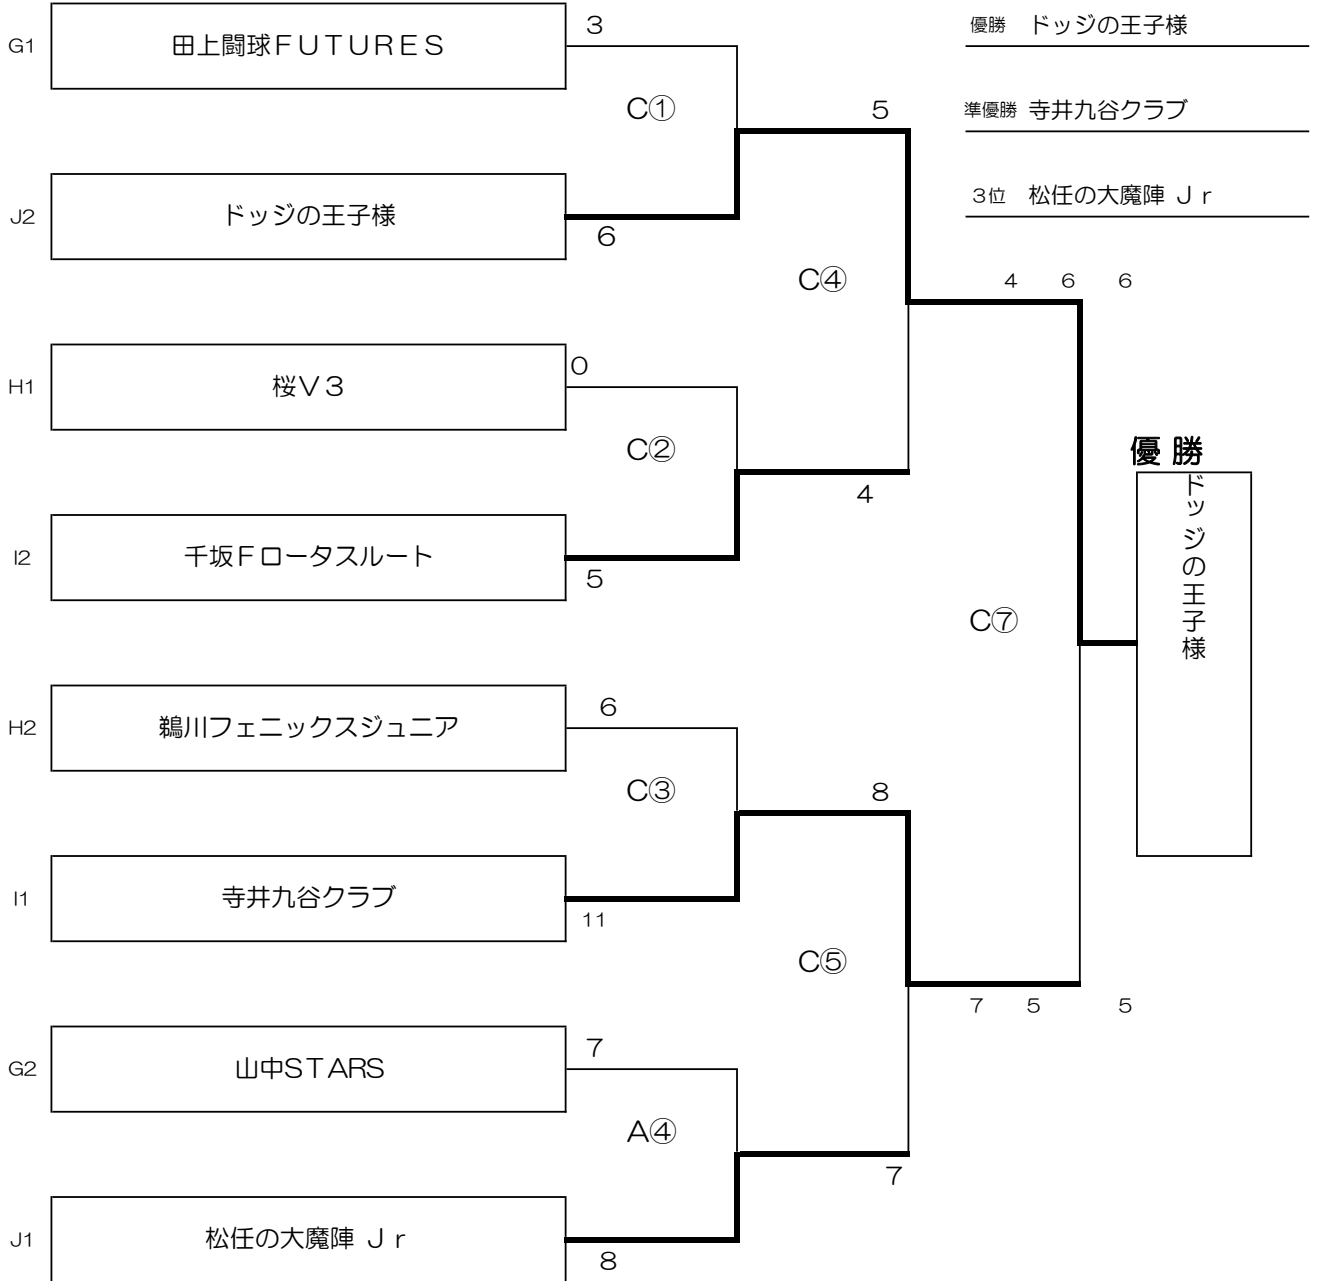 3
優勝 ドッジの王子様
G1 田上闘球ＦＵＴＵＲＥＳ
C①
5
準優勝 寺井九谷クラブ
3位 松任の大魔陣 Ｊｒ
J2 ドッジの王子様
6
C④
4 6 6
0
H1 桜Ｖ３
C②
優勝
4
ドッジの王子様
I2 千坂Ｆロータスルート
5
C⑦
6
H2 鵜川フェニックスジュニア
C③
8
I1 寺井九谷クラブ
11
C⑤
7 5 5
7
G2 山中STARS
A④
7
J1 松任の大魔陣 Ｊｒ
8